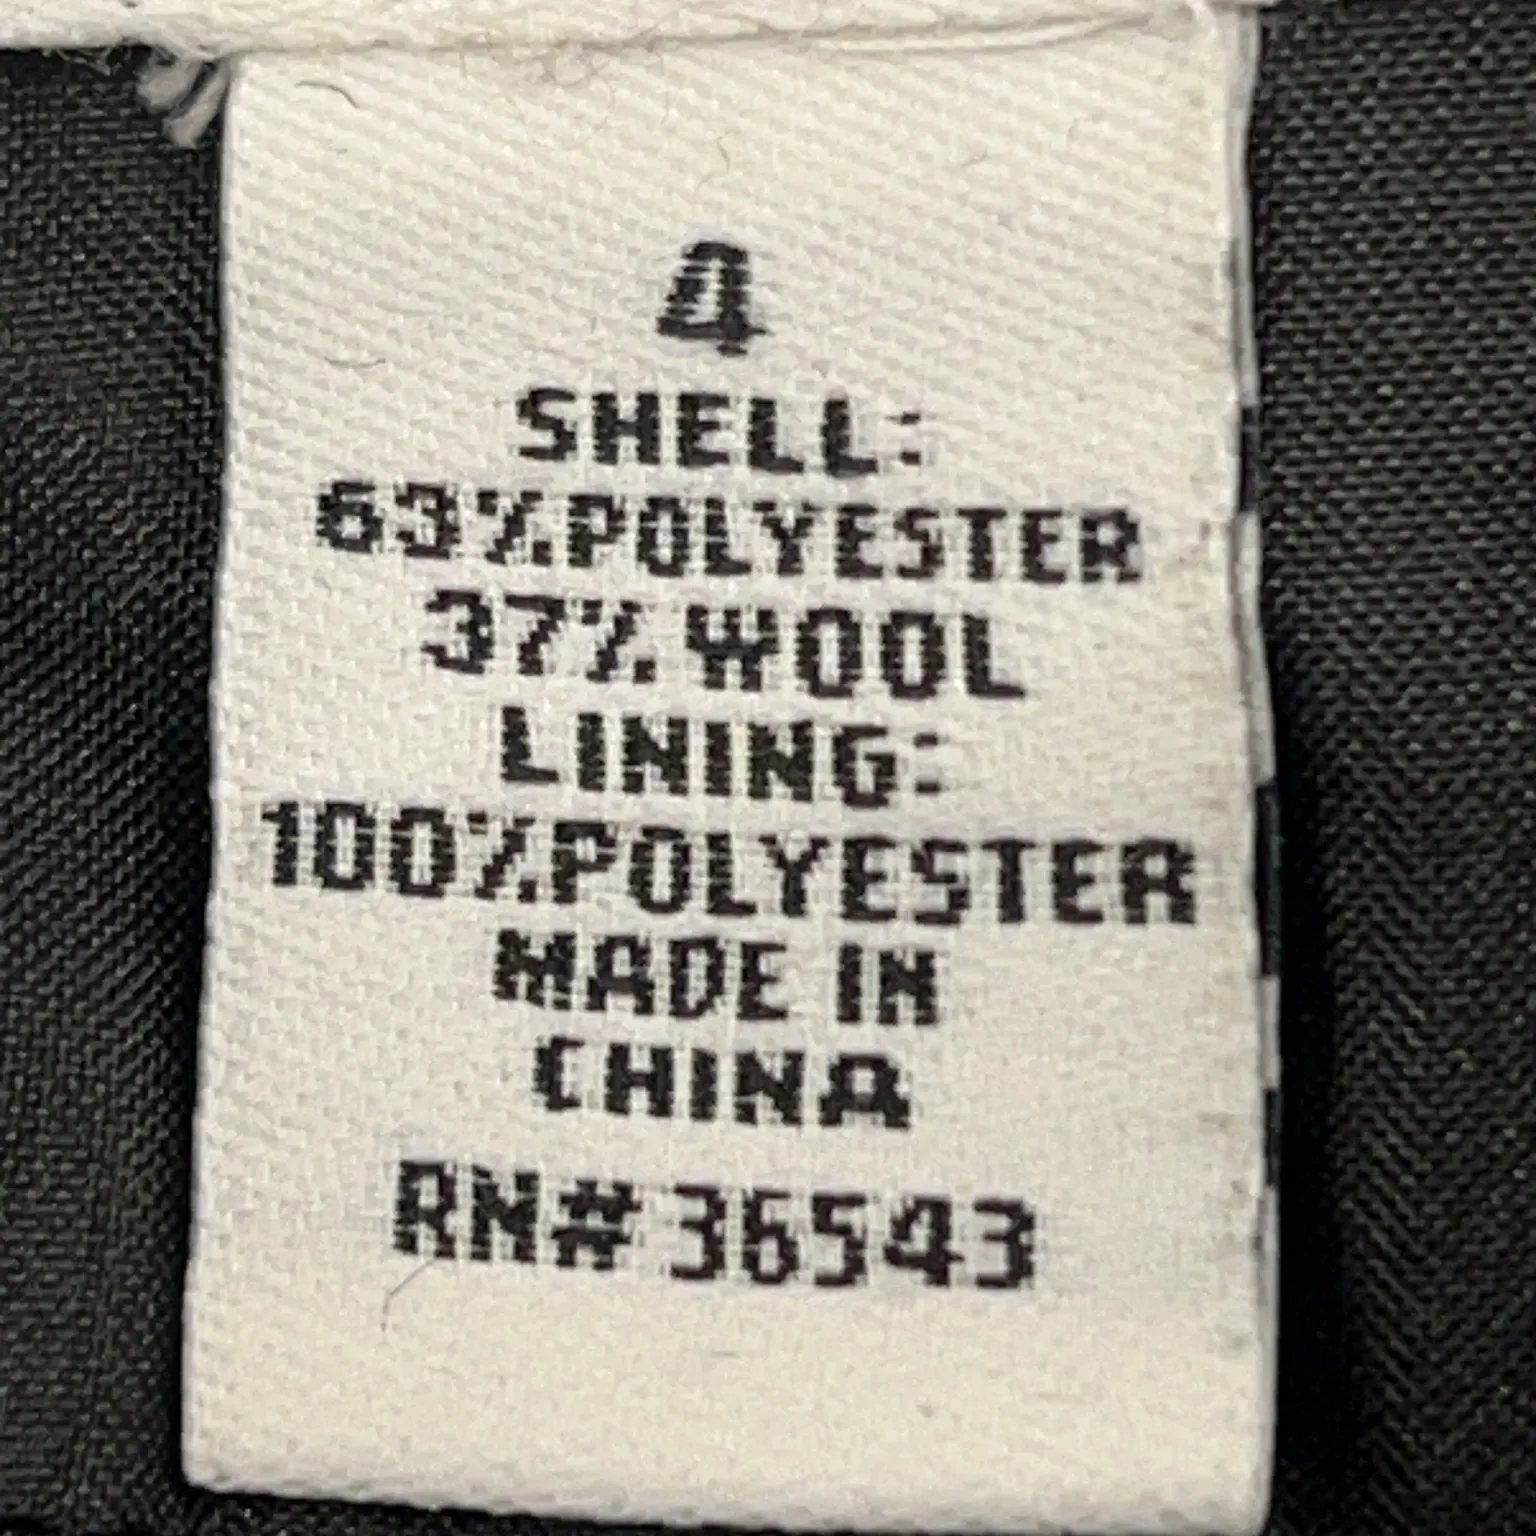 4
SHELL:
63%POLYESTER
37% WOOL
LINING:
100%POLYESTER
MADE IN
CHINA
RN# 36543